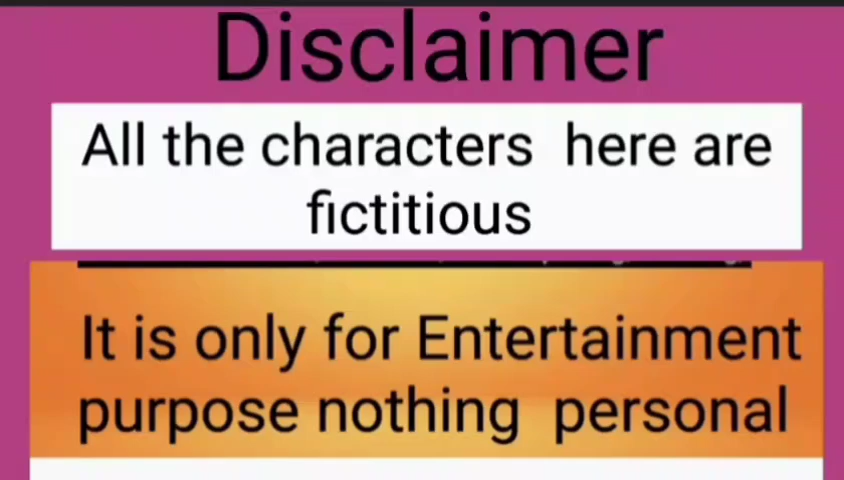 Disclaimer
All the characters here are
fictitious
It is only for Entertainment
purpose nothing personal